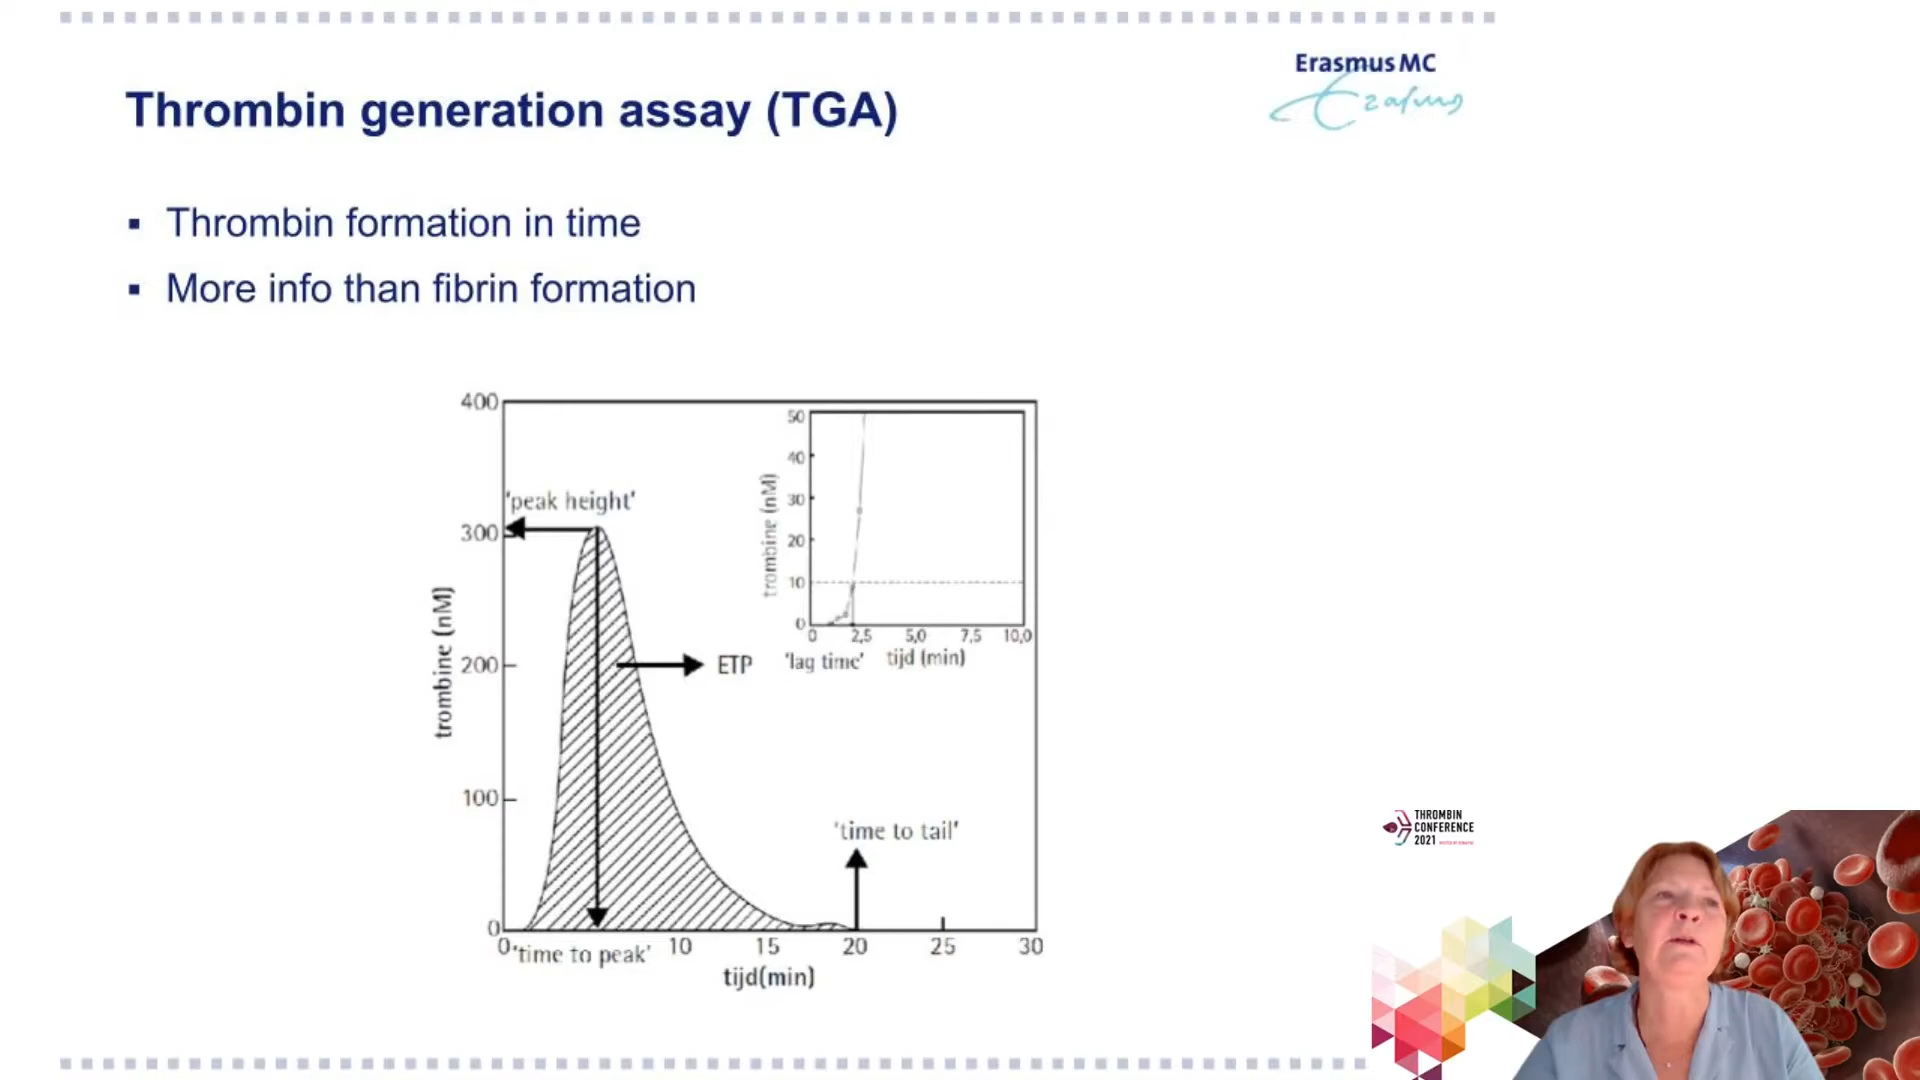 Erasmus MC
Erasmus
Thrombin generation assay (TGA)
▪ Thrombin formation in time
▪ More info than fibrin formation
400
300
200
100
0
trombine (nM)
'peak height'
ETP
'time to tail'
0 'time to peak' 10 15 20 25 30
tijd(min)
50
40
30
20
10
0
trombine (nM)
0 2,5 5,0 7,5 10,0
'lag time' tijd (min)
THROMBIN
CONFERENCE
2021